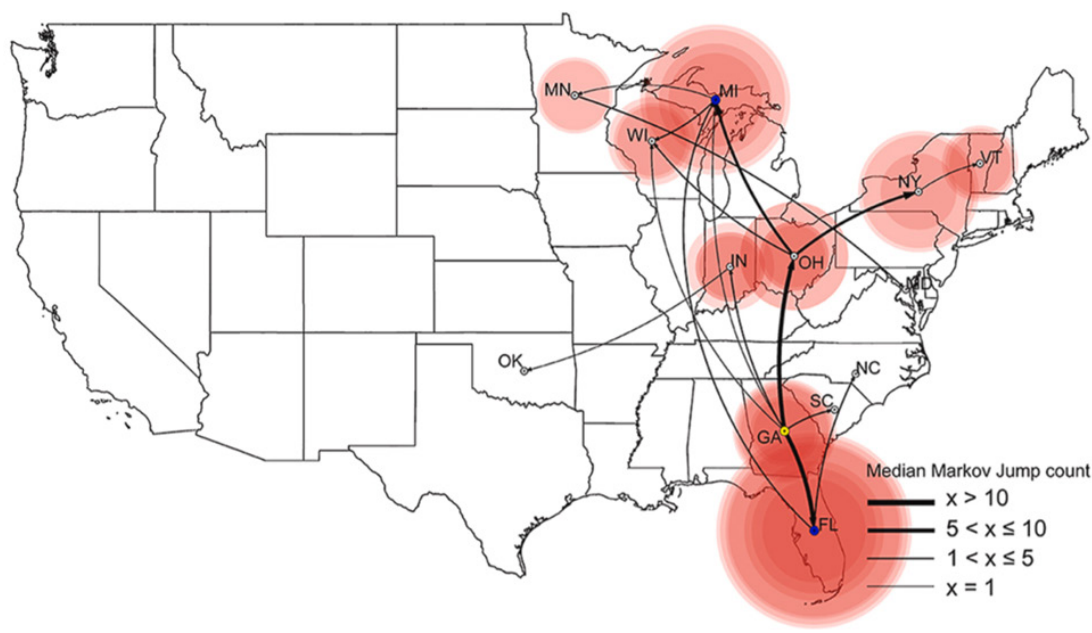 MN
MI
WI
VT
NY
IN
OH
MD
OK
NC
SC
GA
FL
Median Markov Jump count
x > 10
5 < x ≤ 10
1 < x ≤ 5
x = 1